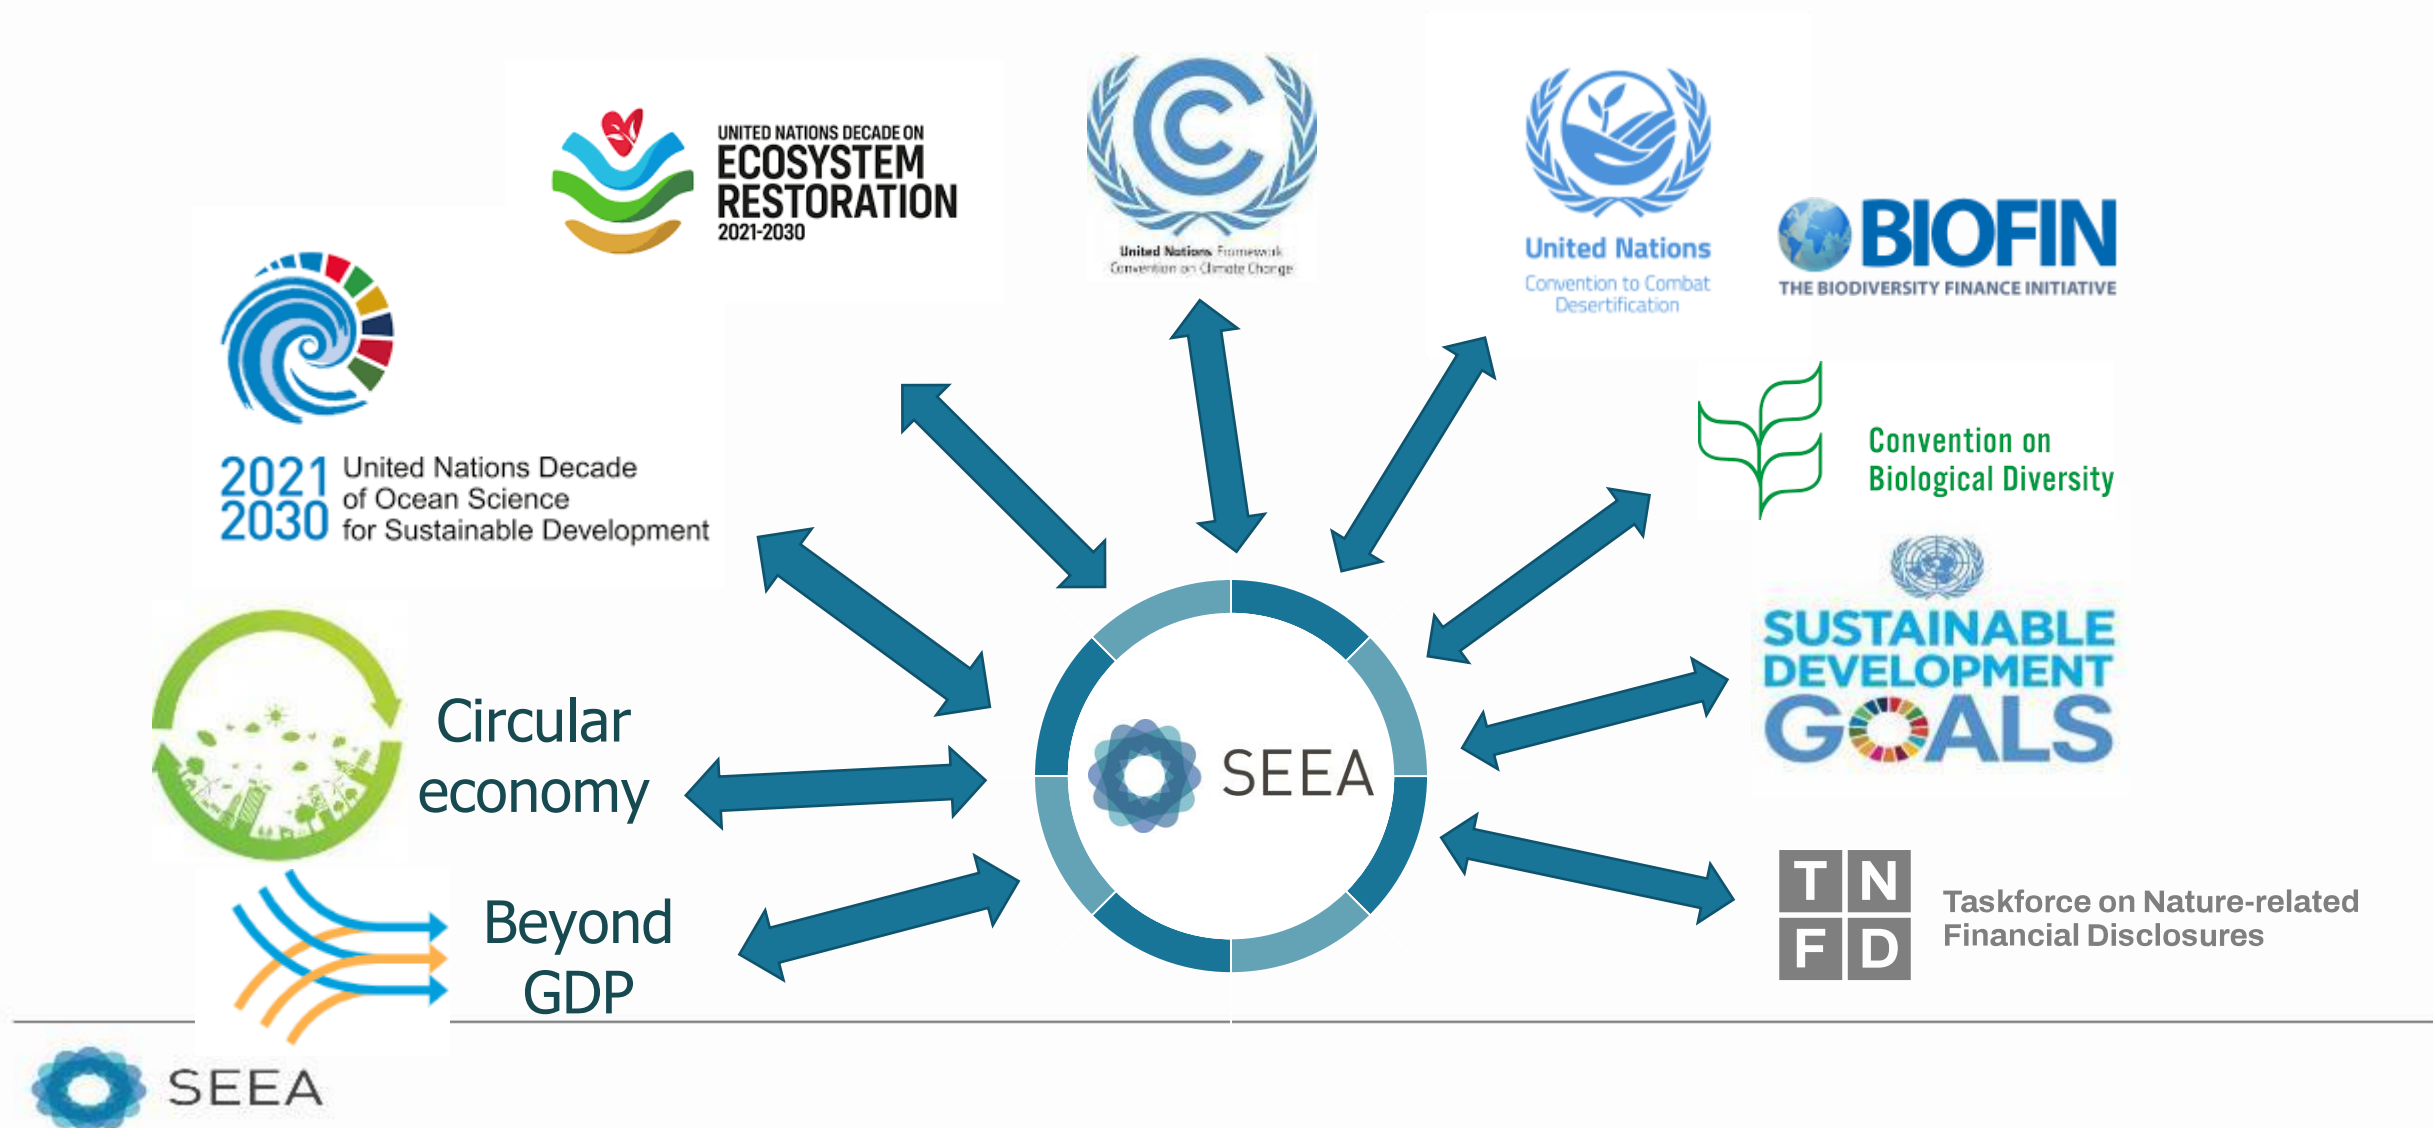 UNITED NATIONS DECADE ON
ECOSYSTEM
RESTORATION
2021-2030
United Nations Framework
Convention on Climate Change
United Nations
Convention to Combat
Desertification
BIOFIN
THE BIODIVERSITY FINANCE INITIATIVE
2021
2030
United Nations Decade
of Ocean Science
for Sustainable Development
Convention on
Biological Diversity
SUSTAINABLE
DEVELOPMENT
GOALS
Circular
economy
SEEA
Beyond
GDP
TN
FD
Taskforce on Nature-related
Financial Disclosures
SEEA